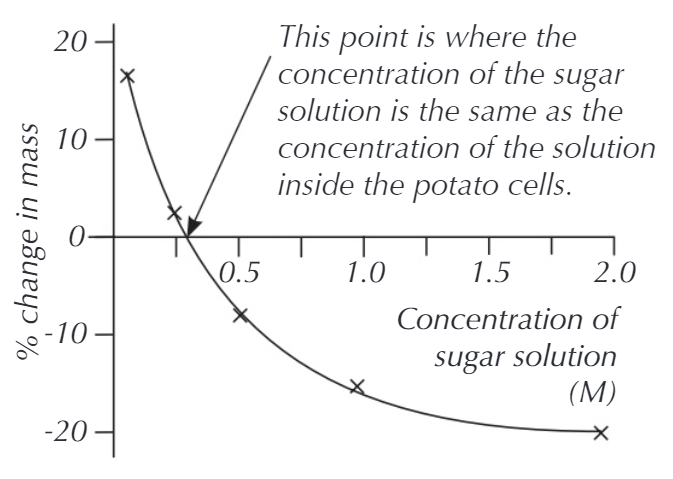 20
This point is where the
concentration of the sugar
solution is the same as the
concentration of the solution
inside the potato cells.
10
% change in mass
0
0.5 1.0 1.5 2.0
Concentration of
sugar solution
(M)
-10
-20